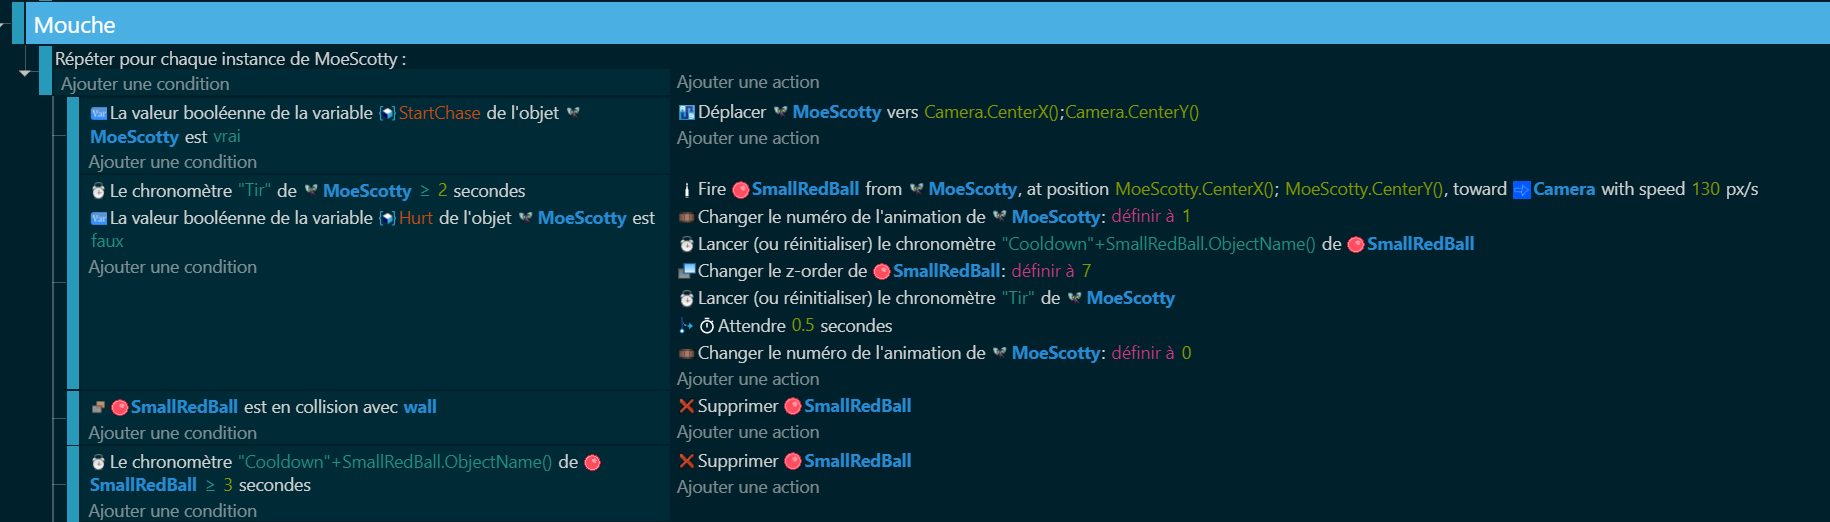 Mouche
Répéter pour chaque instance de MoeScotty :
Ajouter une condition
Ajouter une action
La valeur booléenne de la variable StartChase de l'objet
MoeScotty est vrai
Ajouter une condition
Déplacer MoeScotty vers Camera.CenterX();Camera.CenterY()
Ajouter une action
Le chronomètre "Tir" de MoeScotty ≥ 2 secondes
La valeur booléenne de la variable Hurt de l'objet MoeScotty est
faux
Ajouter une condition
Fire SmallRedBall from MoeScotty, at position MoeScotty.CenterX(); MoeScotty.CenterY(), toward Camera with speed 130 px/s
Changer le numéro de l'animation de MoeScotty: définir à 1
Lancer (ou réinitialiser) le chronomètre "Cooldown"+SmallRedBall.ObjectName() de SmallRedBall
Changer le z-order de SmallRedBall: définir à 7
Lancer (ou réinitialiser) le chronomètre "Tir" de MoeScotty
Attendre 0.5 secondes
Changer le numéro de l'animation de MoeScotty: définir à 0
Ajouter une action
SmallRedBall est en collision avec wall
Ajouter une condition
Supprimer SmallRedBall
Ajouter une action
Le chronomètre "Cooldown"+SmallRedBall.ObjectName() de
SmallRedBall ≥ 3 secondes
Ajouter une condition
Supprimer SmallRedBall
Ajouter une action